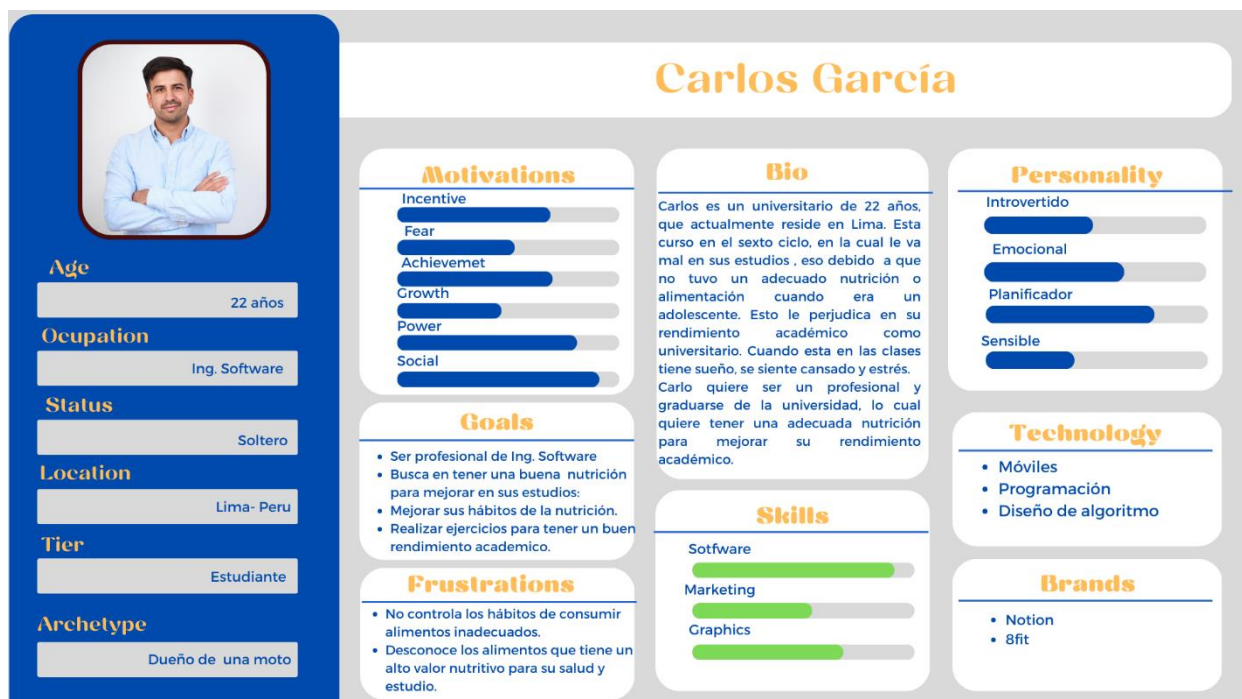 Carlos García
Age
22 años
Ocupation
Ing. Software
Status
Soltero
Location
Lima- Peru
Tier
Estudiante
Archetype
Dueño de una moto
Motivations
Incentive
Fear
Achievemet
Growth
Power
Social
Goals
• Ser profesional de Ing. Software
• Busca en tener una buena nutrición
para mejorar en sus estudios:
• Mejorar sus hábitos de la nutrición.
• Realizar ejercicios para tener un buen
rendimiento academico.
Frustrations
• No controla los hábitos de consumir
alimentos inadecuados.
• Desconoce los alimentos que tiene un
alto valor nutritivo para su salud y
estudio.
Bio
Carlos es un universitario de 22 años,
que actualmente reside en Lima. Esta
curso en el sexto ciclo, en la cual le va
mal en sus estudios , eso debido a que
no tuvo un adecuado nutrición o
alimentación cuando era un
adolescente. Esto le perjudica en su
rendimiento académico como
universitario. Cuando esta en las clases
tiene sueño, se siente cansado y estrés.
Carlo quiere ser un profesional y
graduarse de la universidad, lo cual
quiere tener una adecuada nutrición
para mejorar su rendimiento
académico.
Skills
Sotfware
Marketing
Graphics
Personality
Introvertido
Emocional
Planificador
Sensible
Technology
• Móviles
• Programación
• Diseño de algoritmo
Brands
• Notion
• 8fit